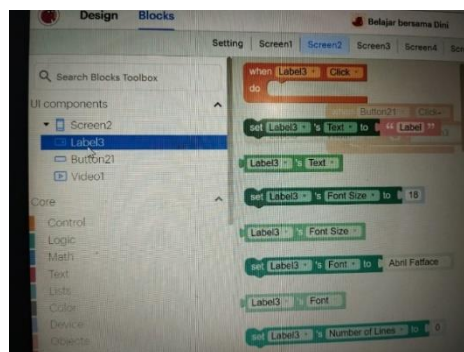 Design Blocks
Belajar bersama Dini
Setting Screen1 Screen2 Screen3 Screen4
Search Blocks Toolbox
UI components
Screen2
Label3
Button21
Video1
Core
Control
Logic
Math
Text
Lists
Color
Device
Objects
when Label3 Click
do
Button21 Click
set Label3 's Text to “ Label ”
Label3 's Text
set Label3 's Font Size to 18
Label3 's Font Size
set Label3 's Font to Abril Fatface
Label3 's Font
set Label3 's Number of Lines to 0